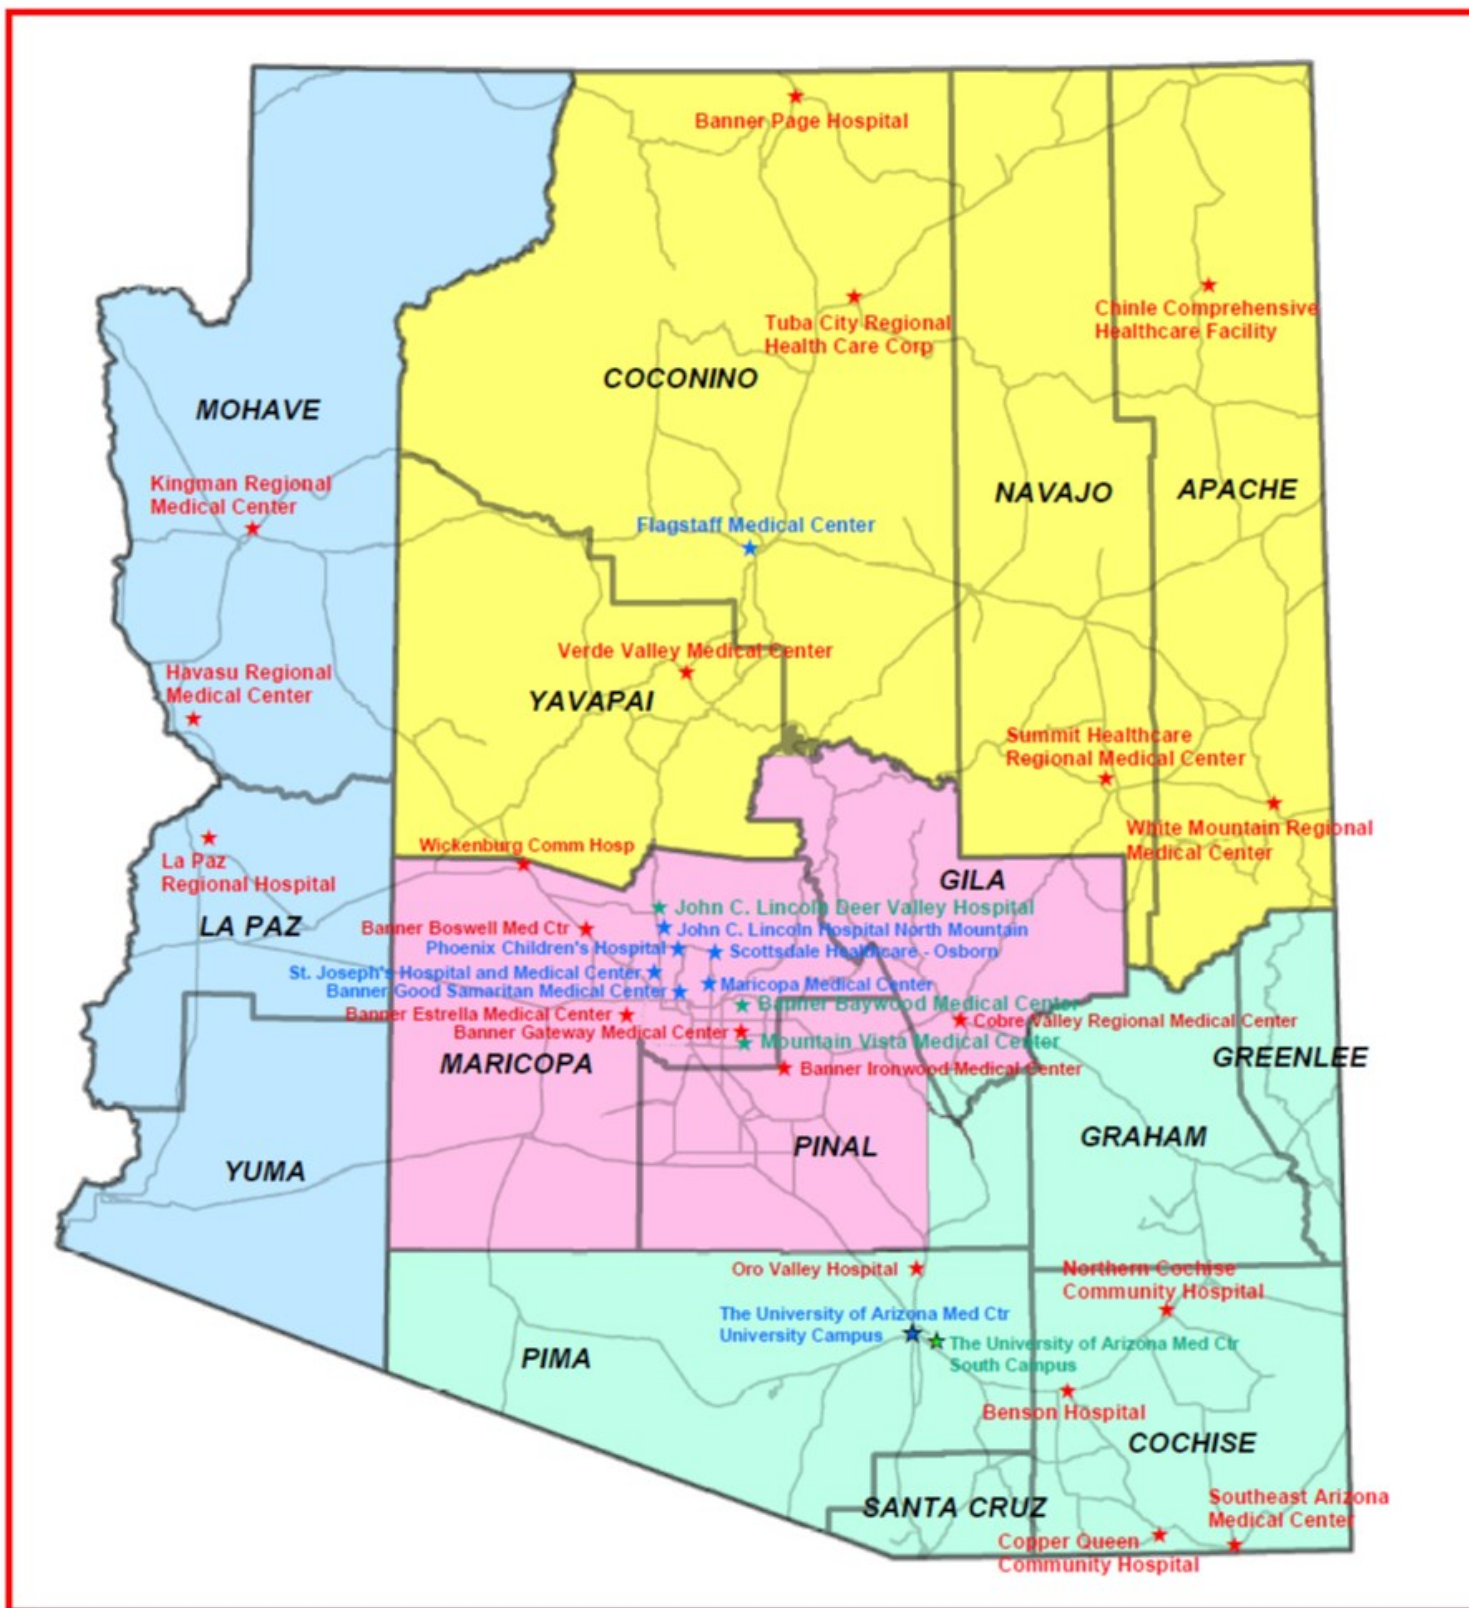 Banner Page Hospital
Tuba City Regional
Health Care Corp
Chinle Comprehensive
Healthcare Facility
COCONINO
MOHAVE
Kingman Regional
Medical Center
NAVAJO
APACHE
Flagstaff Medical Center
Verde Valley Medical Center
Havasu Regional
Medical Center
YAVAPAI
Summit Healthcare
Regional Medical Center
White Mountain Regional
Medical Center
Wickenburg Comm Hosp
La Paz
Regional Hospital
GILA
LA PAZ
John C. Lincoln Deer Valley Hospital
Banner Boswell Med Ctr
John C. Lincoln Hospital North Mountain
Phoenix Children's Hospital
Scottsdale Healthcare - Osborn
St. Joseph's Hospital and Medical Center
Maricopa Medical Center
Banner Good Samaritan Medical Center
Banner Baywood Medical Center
Banner Estrella Medical Center
Cobre Valley Regional Medical Center
Banner Gateway Medical Center
Mountain Vista Medical Center
MARICOPA
Banner Ironwood Medical Center
GREENLEE
GRAHAM
PINAL
YUMA
Oro Valley Hospital
Northern Cochise
Community Hospital
The University of Arizona Med Ctr
University Campus
The University of Arizona Med Ctr
South Campus
PIMA
Benson Hospital
COCHISE
SANTA CRUZ
Southeast Arizona
Medical Center
Copper Queen
Community Hospital